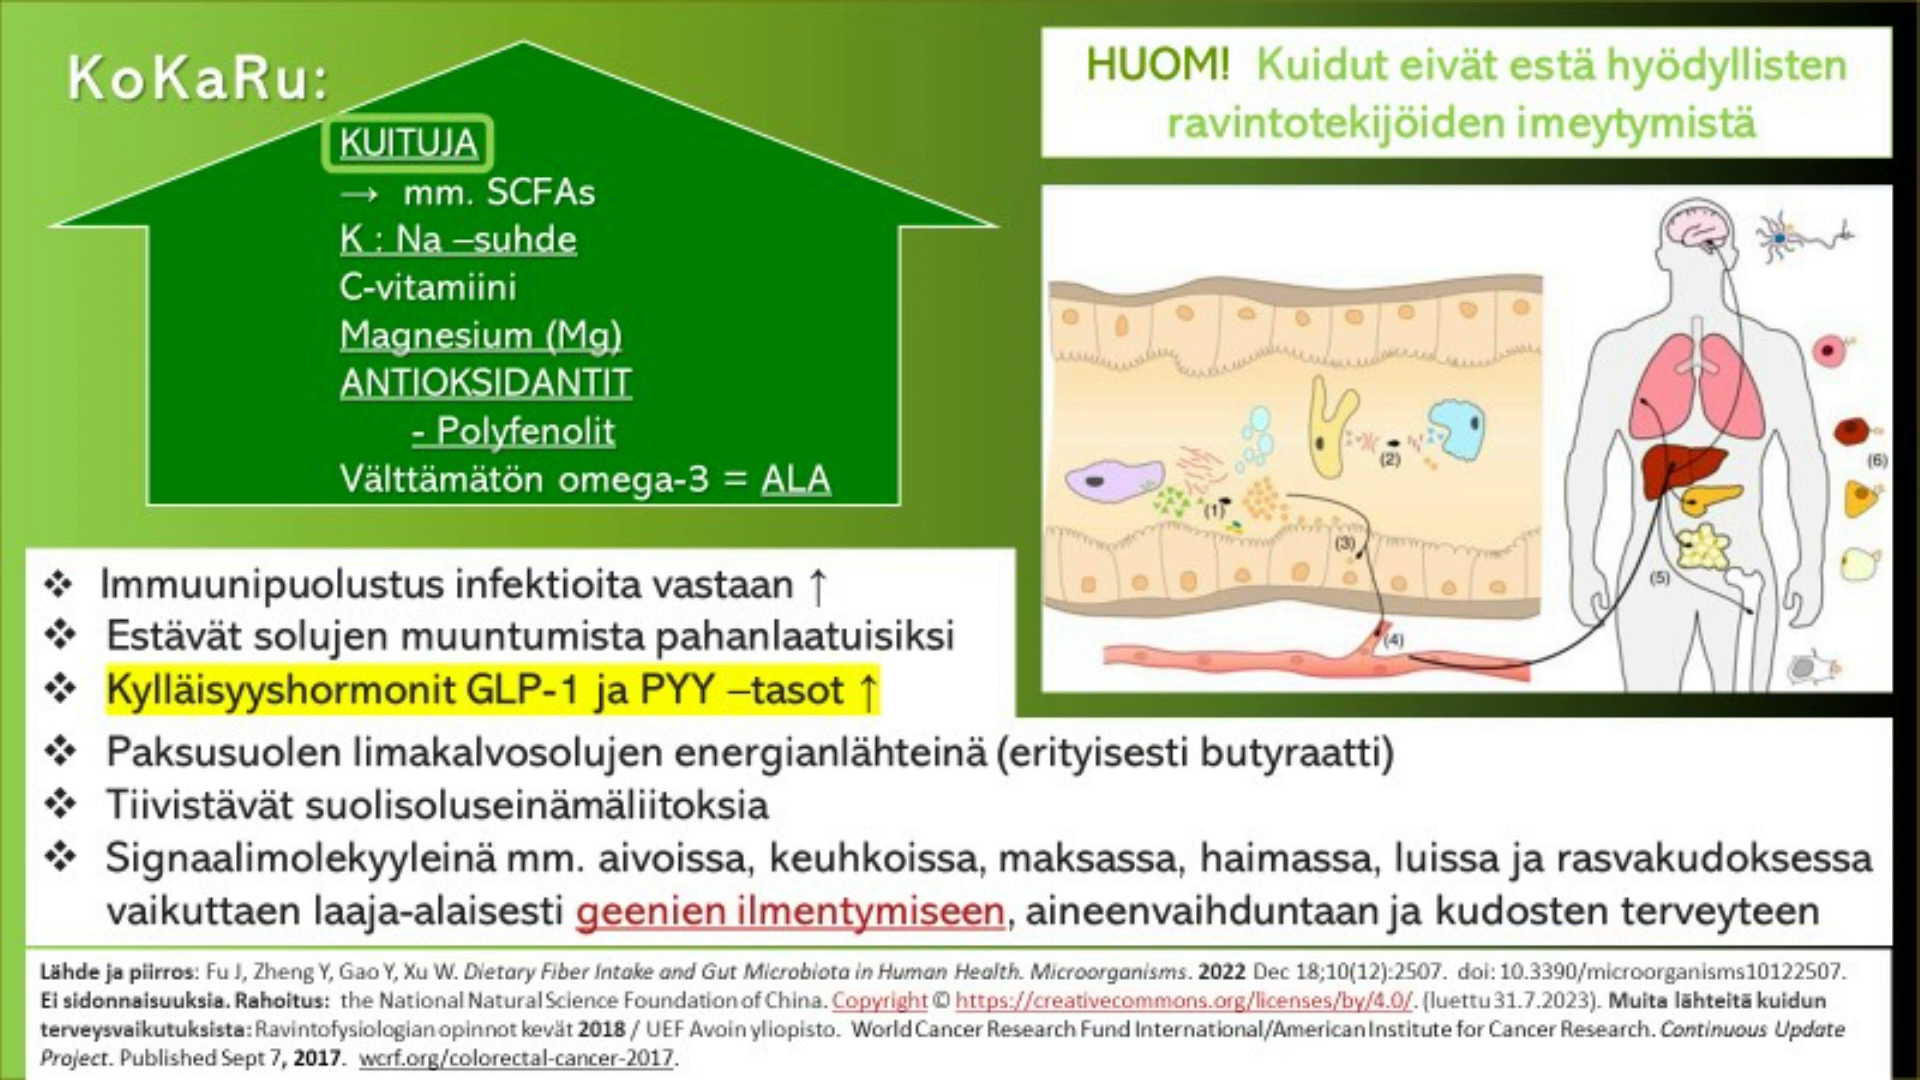 KoKaRu:
KUITUJA
→ mm. SCFAs
K : Na –suhde
C-vitamiini
Magnesium (Mg)
ANTIOKSIDANTIT
- Polyfenolit
Välttämätön omega-3 = ALA
HUOM! Kuidut eivät estä hyödyllisten
ravintotekijöiden imeytymistä
(1)
(2)
(3)
(4)
(5)
(6)
❖ Immuunipuolustus infektioita vastaan ↑
❖ Estävät solujen muuntumista pahanlaatuisiksi
❖ Kylläisyyshormonit GLP-1 ja PYY –tasot ↑
❖ Paksusuolen limakalvosolujen energianlähteinä (erityisesti butyraatti)
❖ Tiivistävät suolisoluseinämäliitoksia
❖ Signaalimolekyyleinä mm. aivoissa, keuhkoissa, maksassa, haimassa, luissa ja rasvakudoksessa
vaikuttaen laaja-alaisesti geenien ilmentymiseen, aineenvaihduntaan ja kudosten terveyteen
Lähde ja piirros: Fu J, Zheng Y, Gao Y, Xu W. Dietary Fiber Intake and Gut Microbiota in Human Health. Microorganisms. 2022 Dec 18;10(12):2507. doi: 10.3390/microorganisms10122507.
Ei sidonnaisuuksia. Rahoitus: the National Natural Science Foundation of China. Copyright © https://creativecommons.org/licenses/by/4.0/. (luettu 31.7.2023). Muita lähteitä kuidun
terveysvaikutuksista: Ravintofysiologian opinnot kevät 2018 / UEF Avoin yliopisto. World Cancer Research Fund International/American Institute for Cancer Research. Continuous Update
Project. Published Sept 7, 2017. wcrf.org/colorectal-cancer-2017.